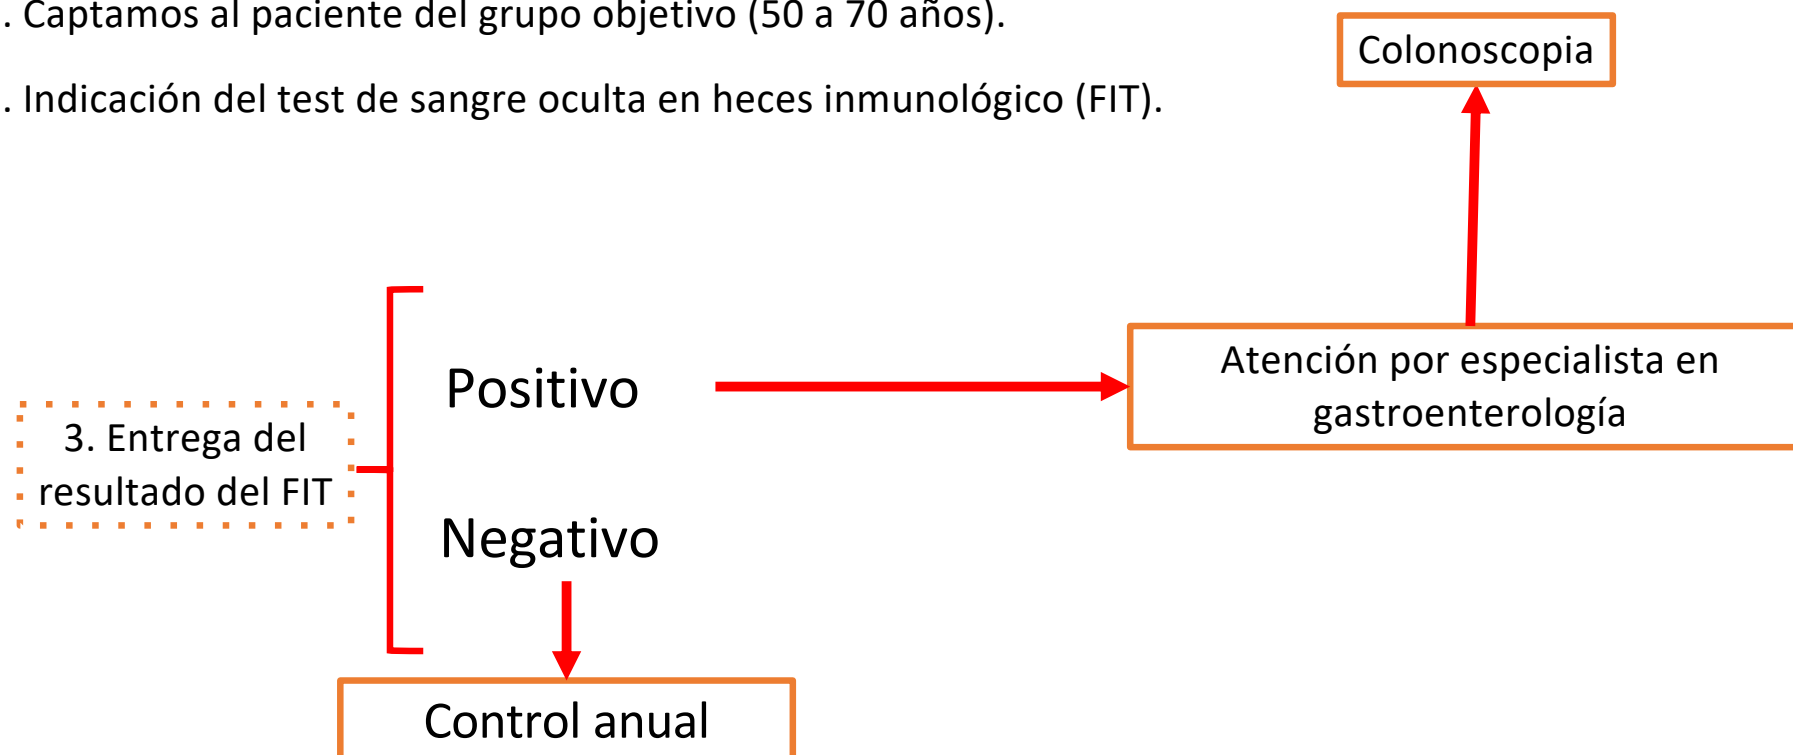 . Captamos al paciente del grupo objetivo (50 a 70 años).
Colonoscopia
. Indicación del test de sangre oculta en heces inmunológico (FIT).
Atención por especialista en
gastroenterología
Positivo
3. Entrega del
resultado del FIT
Negativo
Control anual